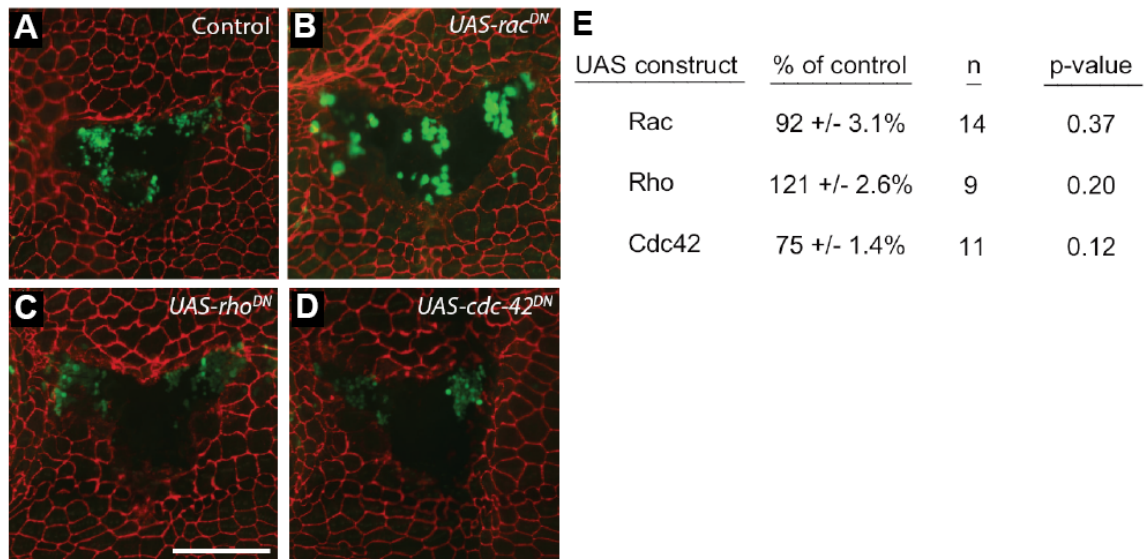 A Control
B UAS-rac^DN
C UAS-rho^DN
D UAS-cdc-42^DN
E
UAS construct % of control n p-value
Rac 92 +/- 3.1% 14 0.37
Rho 121 +/- 2.6% 9 0.20
Cdc42 75 +/- 1.4% 11 0.12